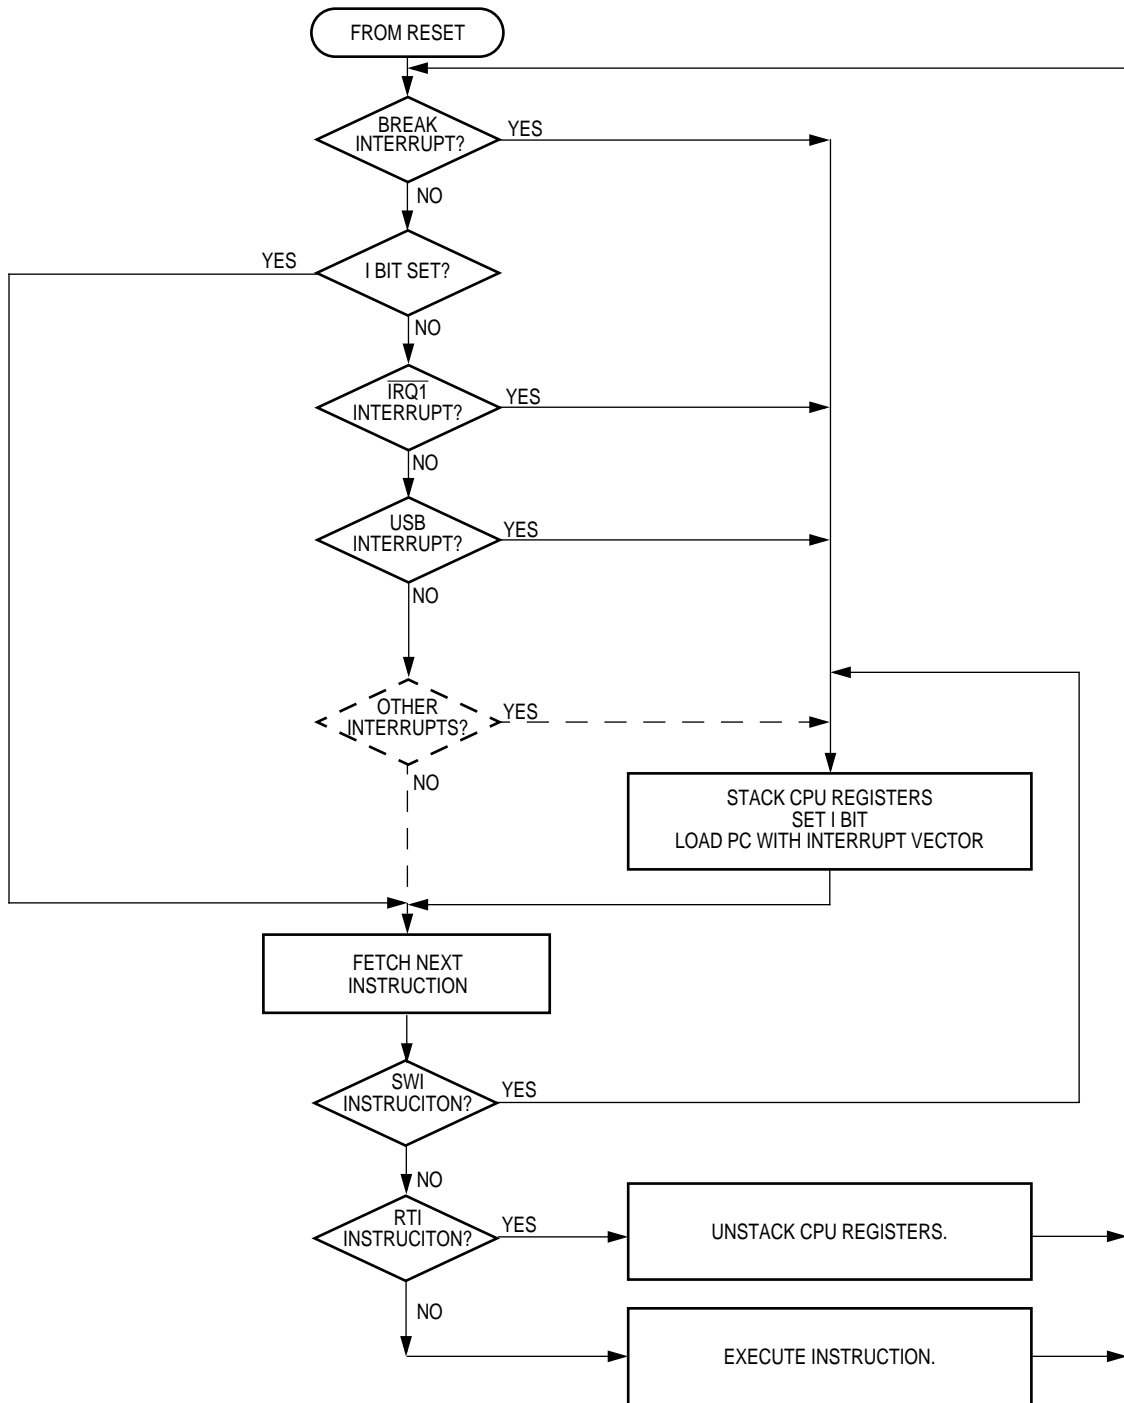 FROM RESET
BREAK
INTERRUPT?
YES
NO
I BIT SET?
YES
NO
IRQ1
INTERRUPT?
YES
NO
USB
INTERRUPT?
YES
NO
OTHER
INTERRUPTS?
YES
NO
STACK CPU REGISTERS
SET I BIT
LOAD PC WITH INTERRUPT VECTOR
FETCH NEXT
INSTRUCTION
SWI
INSTRUCITON?
YES
NO
RTI
INSTRUCITON?
YES
UNSTACK CPU REGISTERS.
NO
EXECUTE INSTRUCTION.